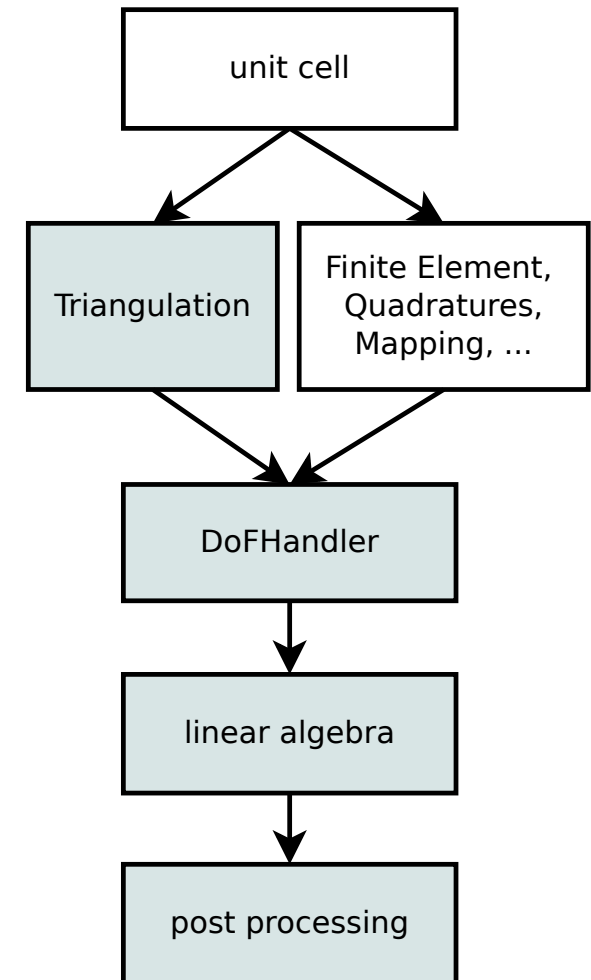 unit cell
Triangulation
Finite Element,
Quadratures,
Mapping, ...
DoFHandler
linear algebra
post processing